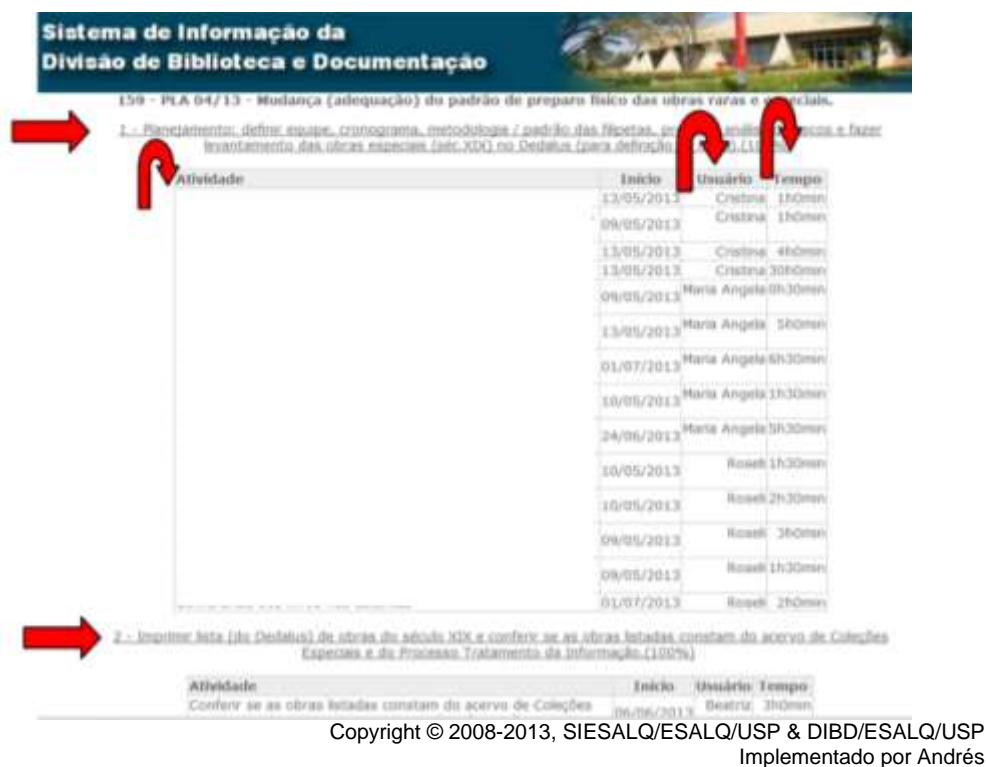 Sistema de Informação da
Divisão de Biblioteca e Documentação
159 - PLA 04/13 - Mudança (adequação) do padrão de preparo físico das obras raras e especiais.
1 - Planejamento: definir equipe, cronograma, metodologia / padrão das filipetas, e fazer
levantamento das obras especiais (séc.XIX) no Dedalus (para definição
Atividade Início Usuário Tempo
13/05/2013 Cristina 1h0min
09/05/2013 Cristina 1h0min
13/05/2013 Cristina 4h0min
13/05/2013 Cristina 30h0min
09/05/2013 Maria Angela 0h30min
13/05/2013 Maria Angela 5h0min
01/07/2013 Maria Angela 6h30min
10/05/2013 Maria Angela 1h30min
24/06/2013 Maria Angela 5h30min
10/05/2013 Roseli 1h30min
10/05/2013 Roseli 2h30min
09/05/2013 Roseli 3h0min
09/05/2013 Roseli 1h30min
01/07/2013 Roseli 2h0min
2 - Imprimir lista (do Dedalus) de obras do século XIX e conferir se as obras listadas constam do acervo de Coleções
Especiais e do Processo Tratamento da Informação.(100%)
Atividade Início Usuário Tempo
Conferir se as obras listadas constam do acervo de Coleções 06/06/2013 Beatriz 3h0min
Copyright © 2008-2013, SIESALQ/ESALQ/USP & DIBD/ESALQ/USP
Implementado por Andrés